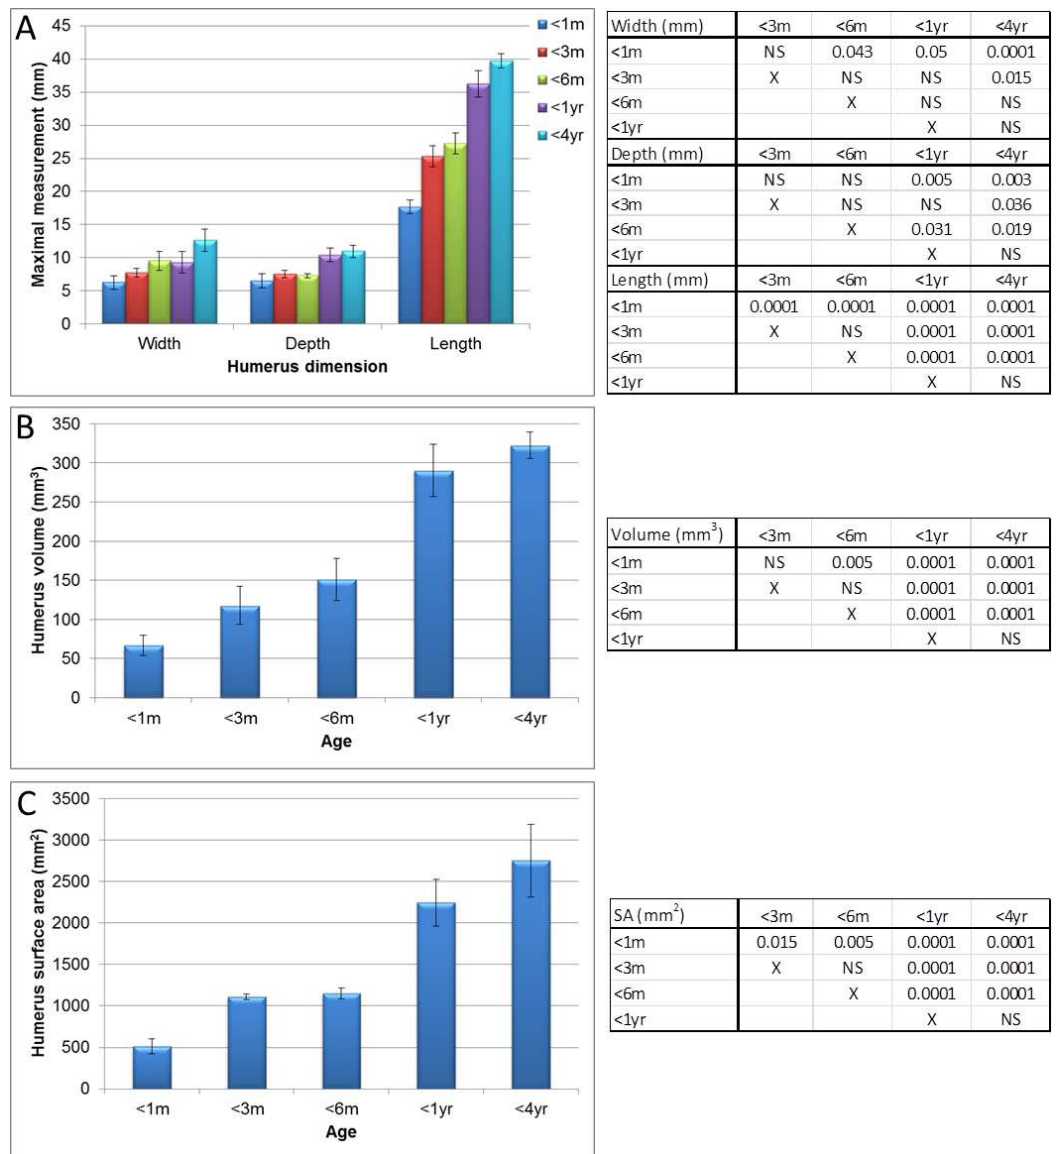 A
Maximal measurement (mm)
45
40
35
30
25
20
15
10
5
0
Width Depth Length
Humerus dimension
<1m
<3m
<6m
<1yr
<4yr
Width (mm) <3m <6m <1yr <4yr
<1m NS 0.043 0.05 0.0001
<3m X NS NS 0.015
<6m X NS NS
<1yr X NS
Depth (mm) <3m <6m <1yr <4yr
<1m NS NS 0.005 0.003
<3m X NS NS 0.036
<6m X 0.031 0.019
<1yr X NS
Length (mm) <3m <6m <1yr <4yr
<1m 0.0001 0.0001 0.0001 0.0001
<3m X NS 0.0001 0.0001
<6m X 0.0001 0.0001
<1yr X NS
B
Humerus volume (mm³)
350
300
250
200
150
100
50
0
<1m <3m <6m <1yr <4yr
Age
Volume (mm³) <3m <6m <1yr <4yr
<1m NS 0.005 0.0001 0.0001
<3m X NS 0.0001 0.0001
<6m X 0.0001 0.0001
<1yr X NS
C
Humerus surface area (mm²)
3500
3000
2500
2000
1500
1000
500
0
<1m <3m <6m <1yr <4yr
Age
SA (mm²) <3m <6m <1yr <4yr
<1m 0.015 0.005 0.0001 0.0001
<3m X NS 0.0001 0.0001
<6m X 0.0001 0.0001
<1yr X NS